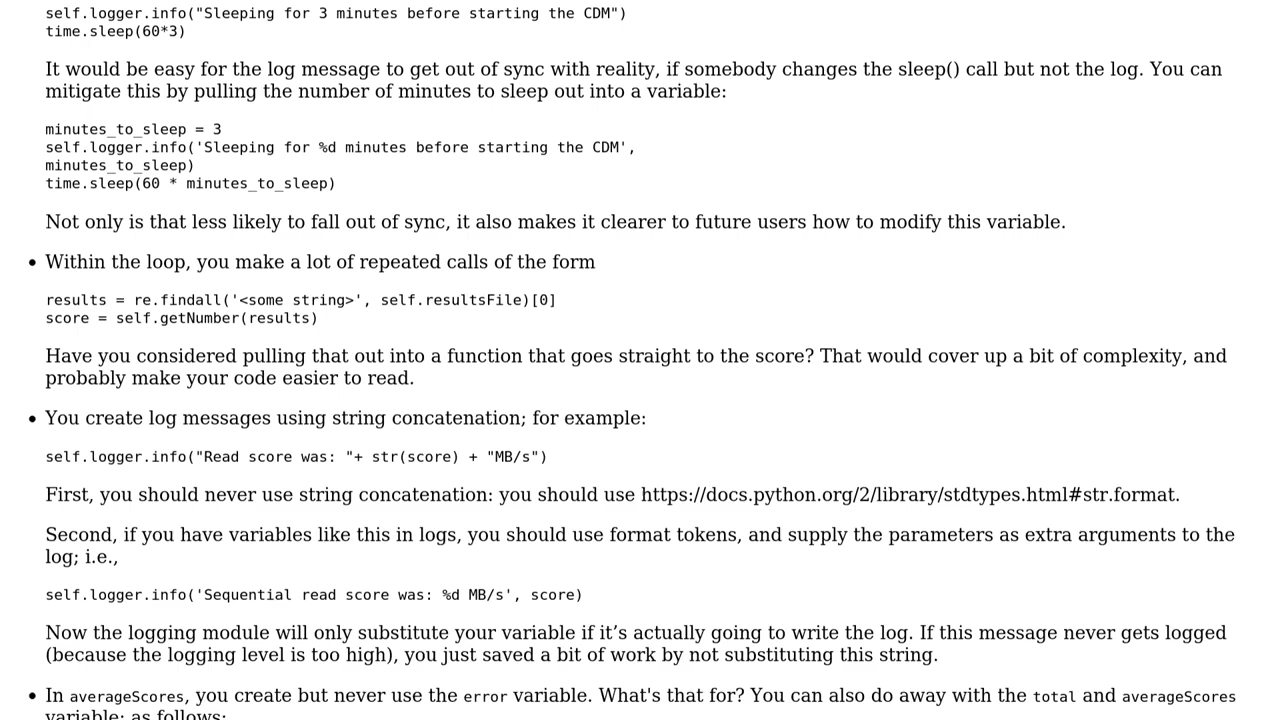 self.logger.info("Sleeping for 3 minutes before starting the CDM")
time.sleep(60*3)
It would be easy for the log message to get out of sync with reality, if somebody changes the sleep() call but not the log. You can
mitigate this by pulling the number of minutes to sleep out into a variable:
minutes_to_sleep = 3
self.logger.info('Sleeping for %d minutes before starting the CDM',
minutes_to_sleep)
time.sleep(60 * minutes_to_sleep)
Not only is that less likely to fall out of sync, it also makes it clearer to future users how to modify this variable.
• Within the loop, you make a lot of repeated calls of the form
results = re.findall('<some string>', self.resultsFile)[0]
score = self.getNumber(results)
Have you considered pulling that out into a function that goes straight to the score? That would cover up a bit of complexity, and
probably make your code easier to read.
• You create log messages using string concatenation; for example:
self.logger.info("Read score was: "+ str(score) + "MB/s")
First, you should never use string concatenation: you should use https://docs.python.org/2/library/stdtypes.html#str.format.
Second, if you have variables like this in logs, you should use format tokens, and supply the parameters as extra arguments to the
log; i.e.,
self.logger.info('Sequential read score was: %d MB/s', score)
Now the logging module will only substitute your variable if it’s actually going to write the log. If this message never gets logged
(because the logging level is too high), you just saved a bit of work by not substituting this string.
• In averageScores, you create but never use the error variable. What's that for? You can also do away with the total and averageScores
variable; as follows: